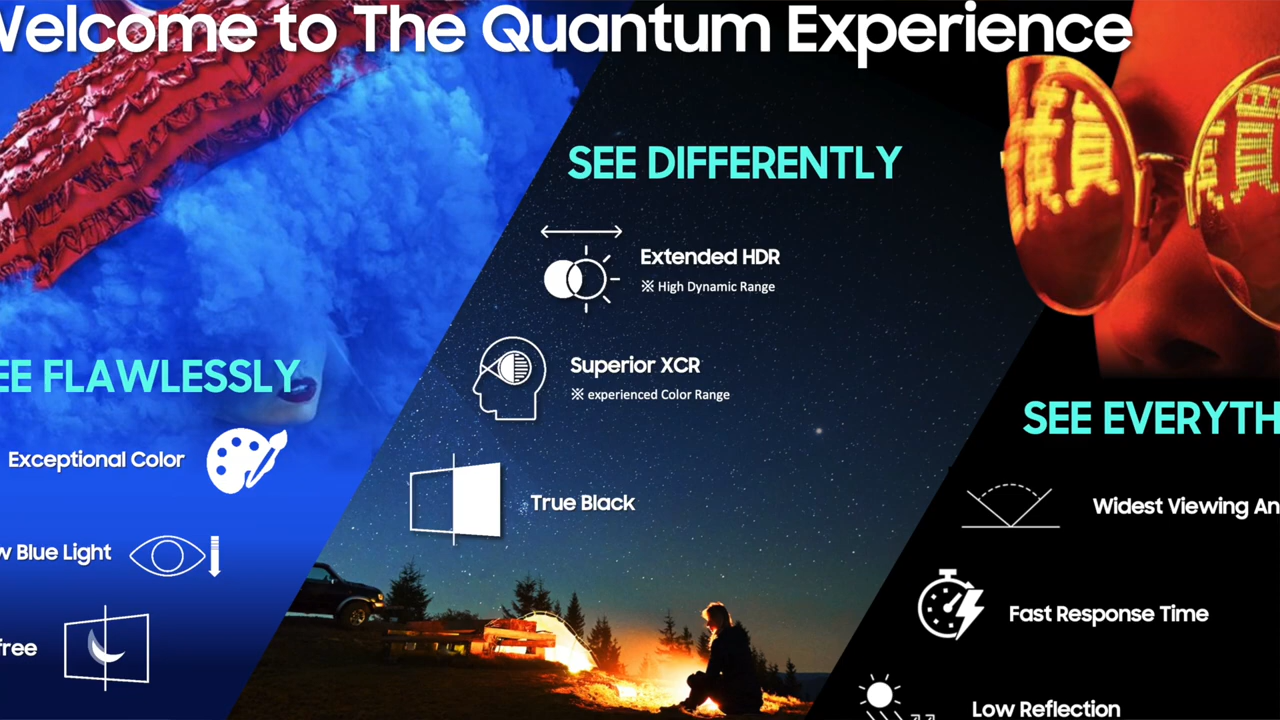 Welcome to The Quantum Experience
SEE FLAWLESSLY
Exceptional Color
w Blue Light
free
SEE DIFFERENTLY
Extended HDR
※ High Dynamic Range
Superior XCR
※ experienced Color Range
True Black
SEE EVERYTH
Widest Viewing An
Fast Response Time
Low Reflection